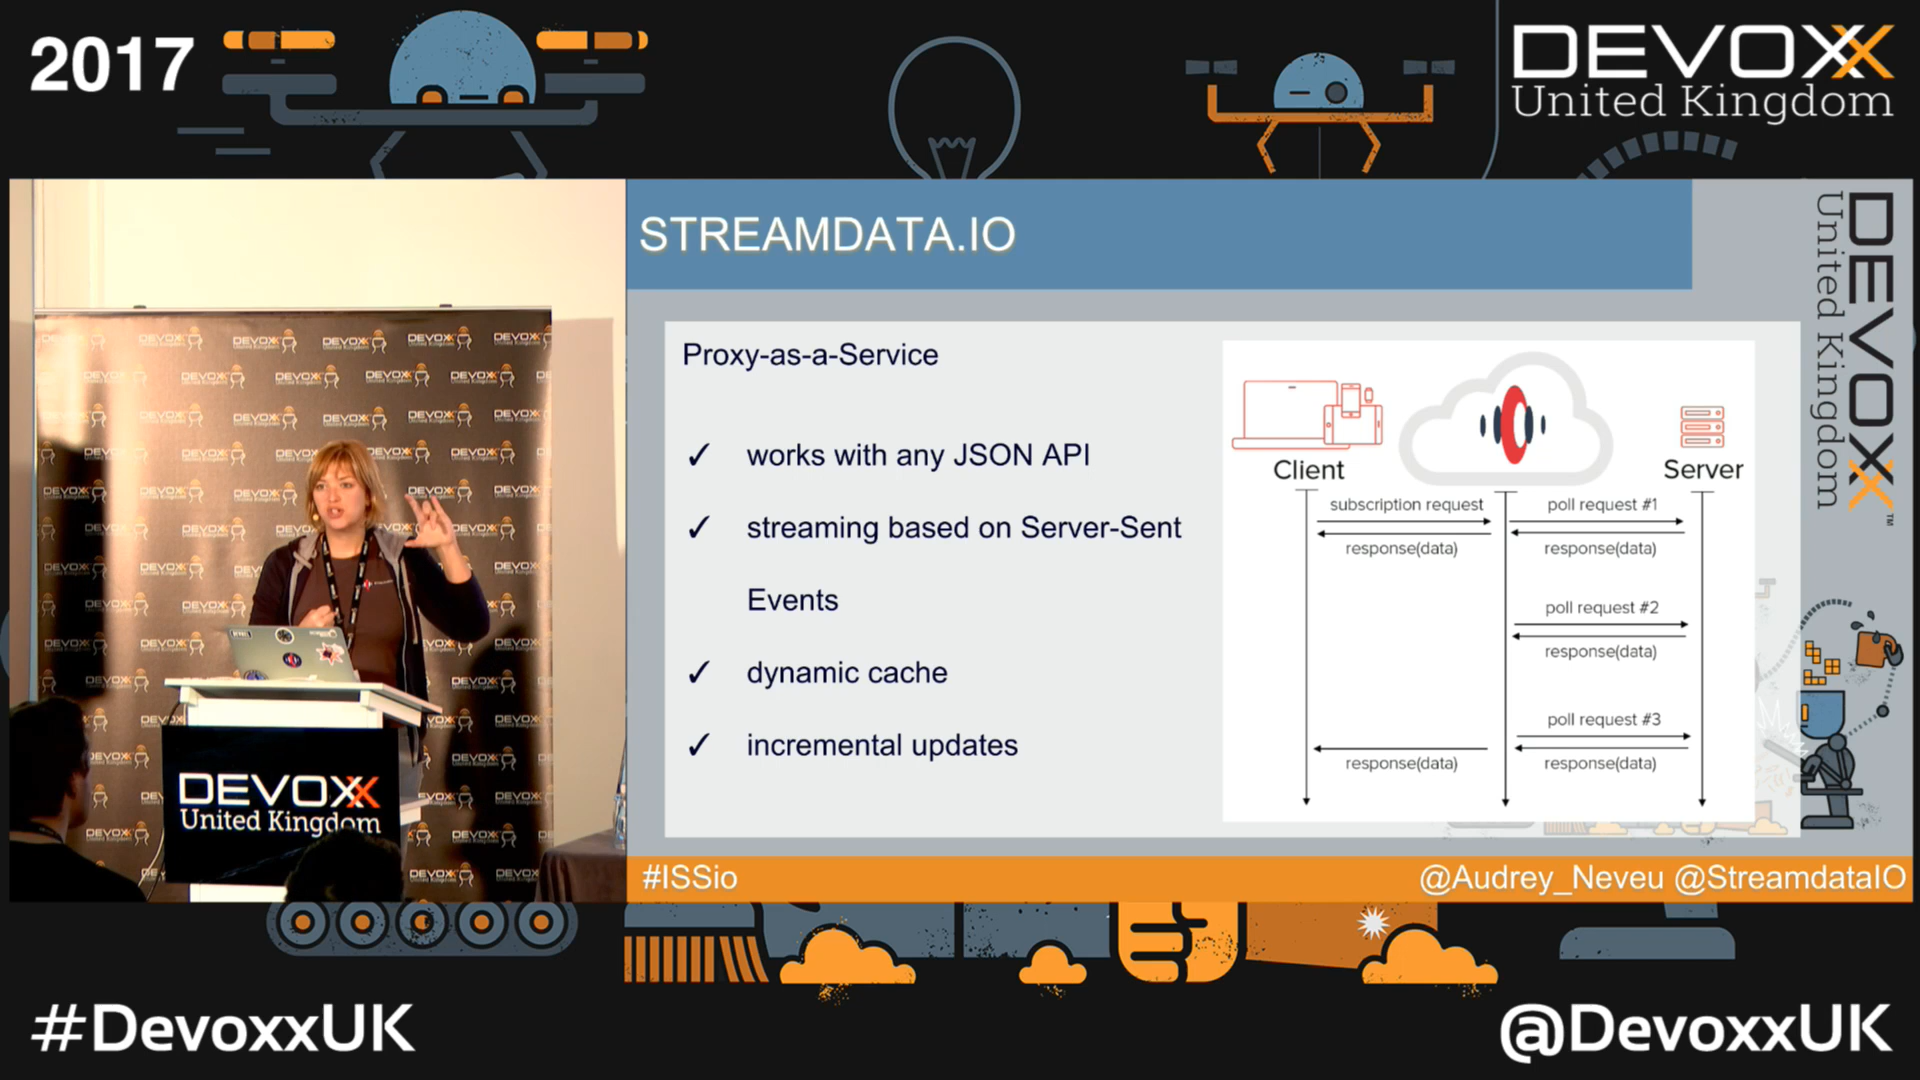 2017
DEVOXX
United Kingdom
STREAMDATA.IO
DEVOXX™
United Kingdom
Proxy-as-a-Service
✓ works with any JSON API
✓ streaming based on Server-Sent
Events
✓ dynamic cache
✓ incremental updates
Client
Server
subscription request
poll request #1
response(data)
response(data)
poll request #2
response(data)
poll request #3
response(data)
response(data)
DEVOXX
United Kingdom
#ISSio
@Audrey_Neveu @StreamdataIO
#DevoxxUK
@DevoxxUK